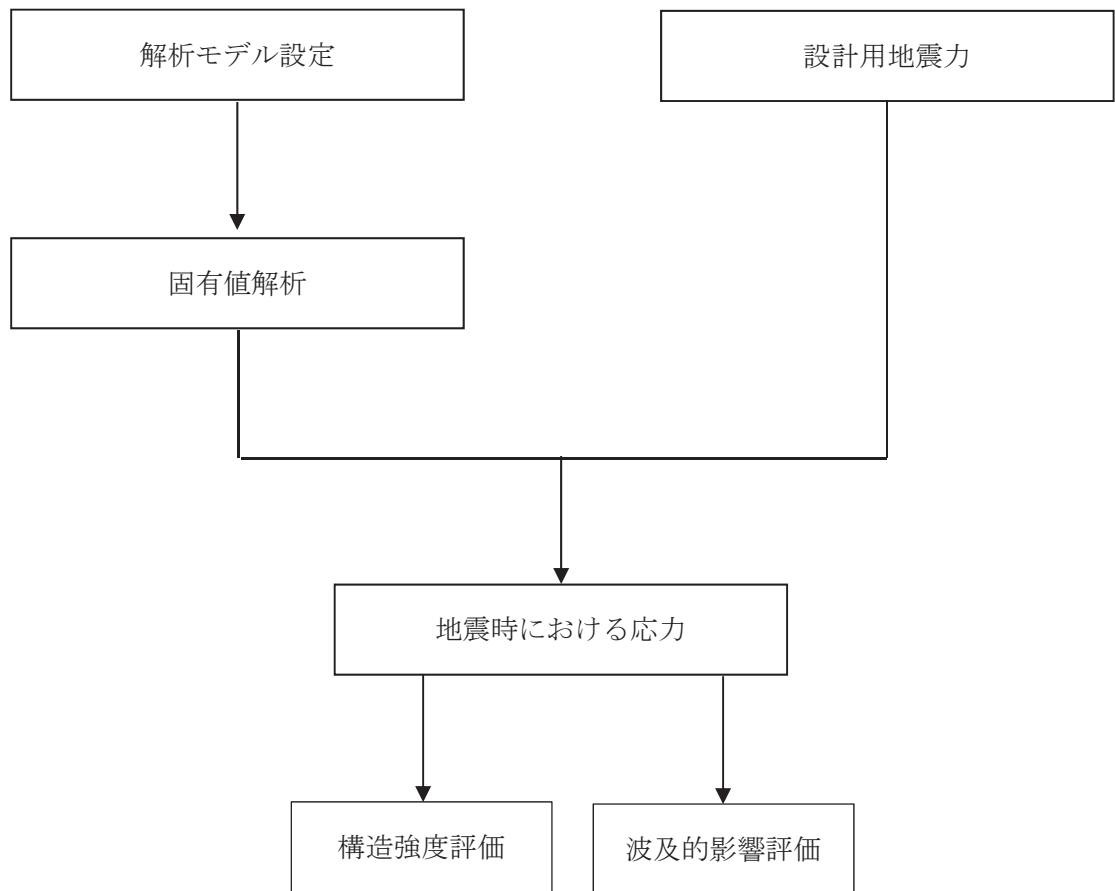 解析モデル設定
設計用地震力
固有値解析
地震時における応力
構造強度評価
波及的影響評価